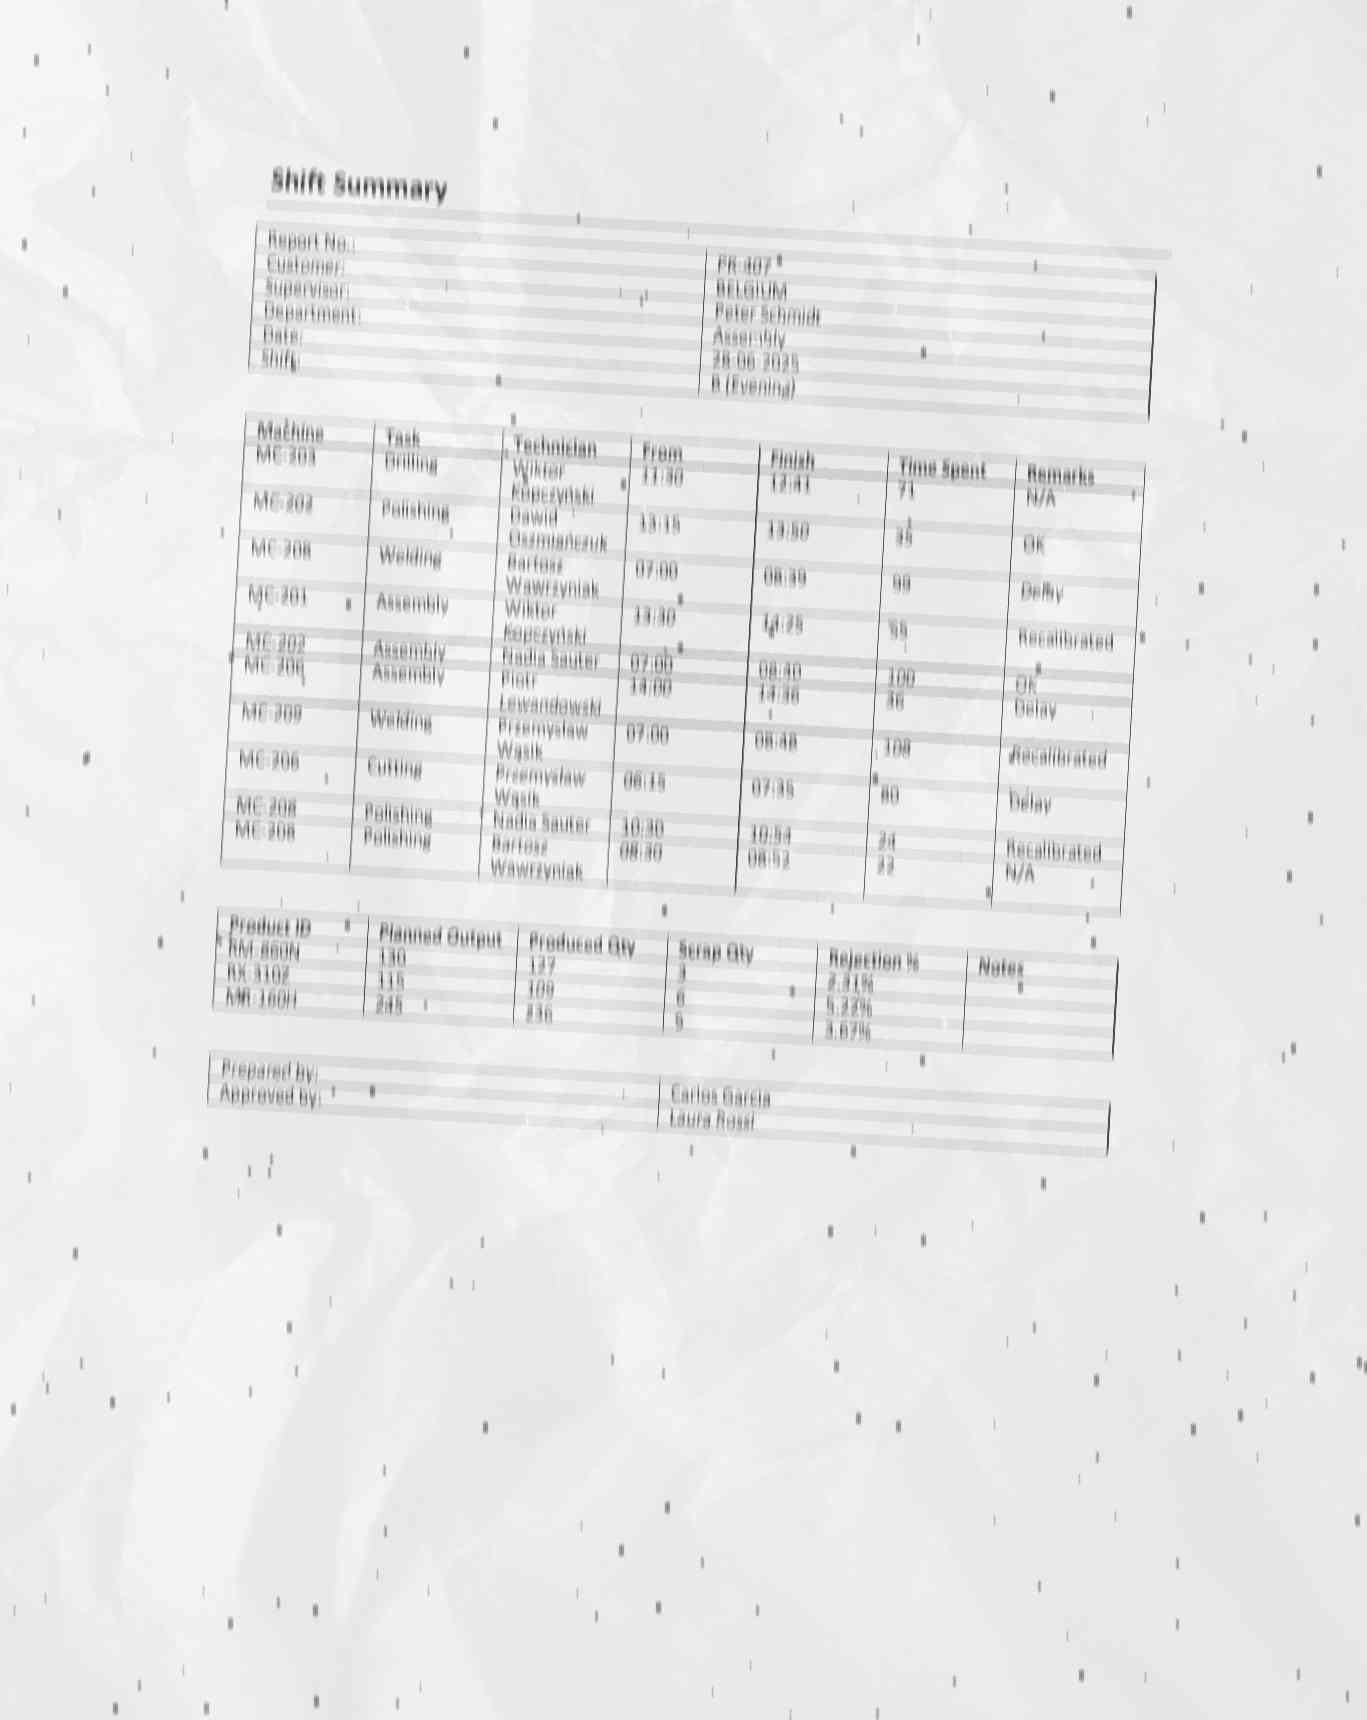 Shift Summary
Report No.: PR-407
Customer: BELGIUM
Supervisor: Peter Schmidt
Department: Assembly
Date: 28-06-2025
Shift: B (Evening)
Machine Task Technician From Finish Time Spent Remarks
MC-203 Drilling Wiktor Kopczyński 11:30 12:41 71 N/A
Polishing Dawid Oszmiańczuk 13:15 13:50 35 OK
MC-208 Welding Bartosz Wawrzyniak 07:00 08:39 99 Delay
MC-201 Assembly Wiktor Kopczyński 13:30 14:25 55 Recalibrated
MC-202 Assembly Nadia Sauter 07:00 08:40 100 OK
MC-206 Assembly Piotr Lewandowski 14:00 14:36 36 Delay
MC-209 Welding Przemysław Wąsik 07:00 08:48 108 Recalibrated
MC-206 Cutting Przemysław Wąsik 06:15 07:35 80 Delay
MC-208 Polishing Nadia Sauter 10:30 10:54 24 Recalibrated
MC-208 Polishing Bartosz Wawrzyniak 08:30 08:52 22 N/A
Product ID Planned Output Produced Qty Scrap Qty Rejection % Notes
RM-860N 130 127 3 2.31%
RX-310Z 115 109 6 5.22%
MR-160H 245 236 9 3.67%
Prepared by: Carlos Garcia
Approved by: Laura Rossi